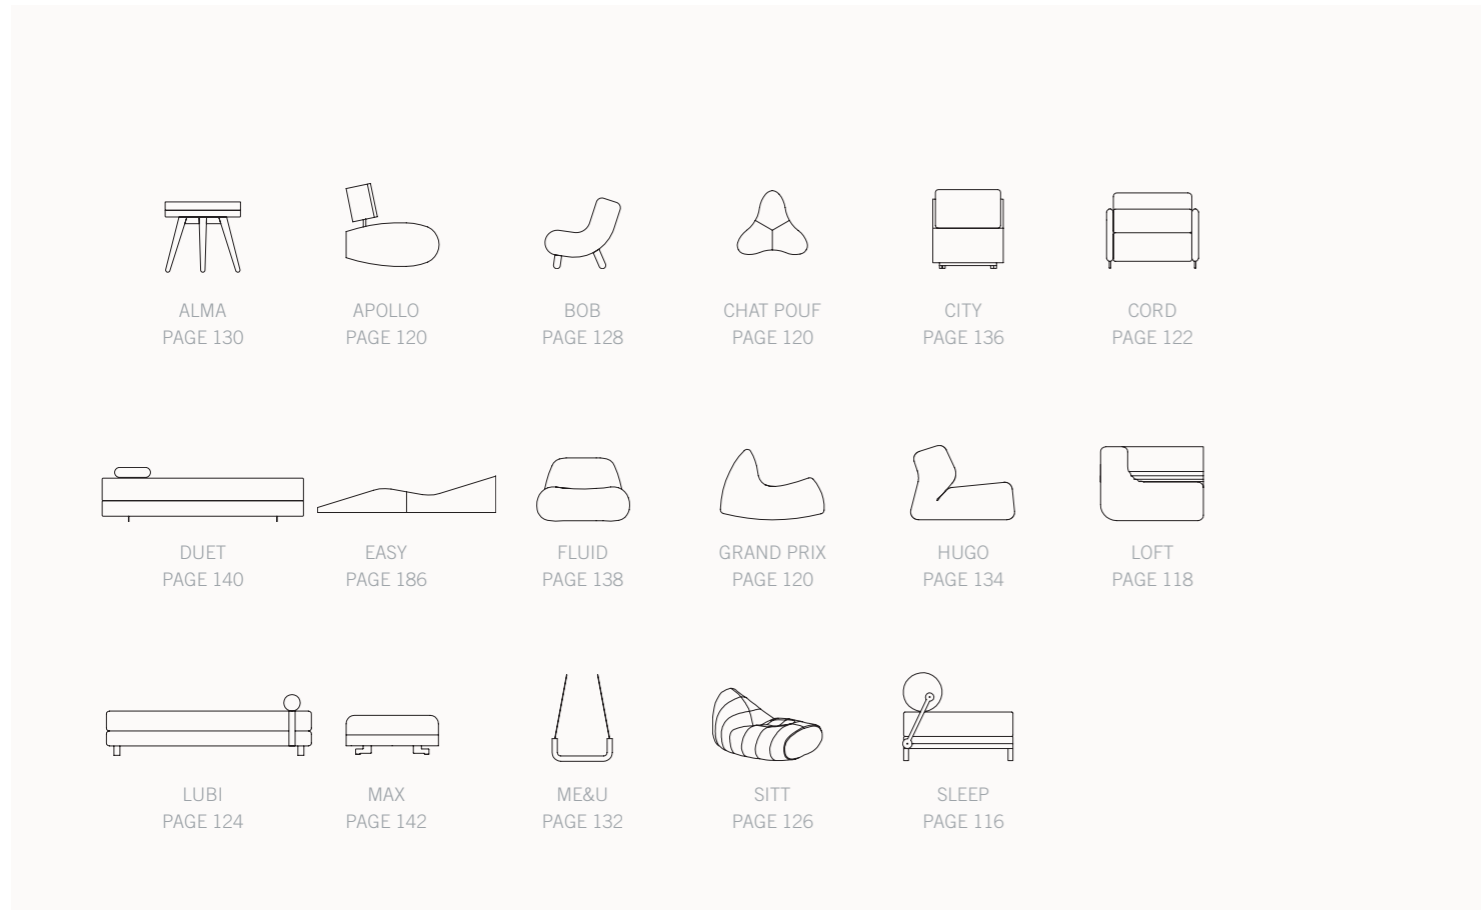 ALMA
PAGE 130
APOLLO
PAGE 120
BOB
PAGE 128
CHAT POUF
PAGE 120
CITY
PAGE 136
CORD
PAGE 122
DUET
PAGE 140
EASY
PAGE 186
FLUID
PAGE 138
GRAND PRIX
PAGE 120
HUGO
PAGE 134
LOFT
PAGE 118
LUBI
PAGE 124
MAX
PAGE 142
ME&U
PAGE 132
SITT
PAGE 126
SLEEP
PAGE 116